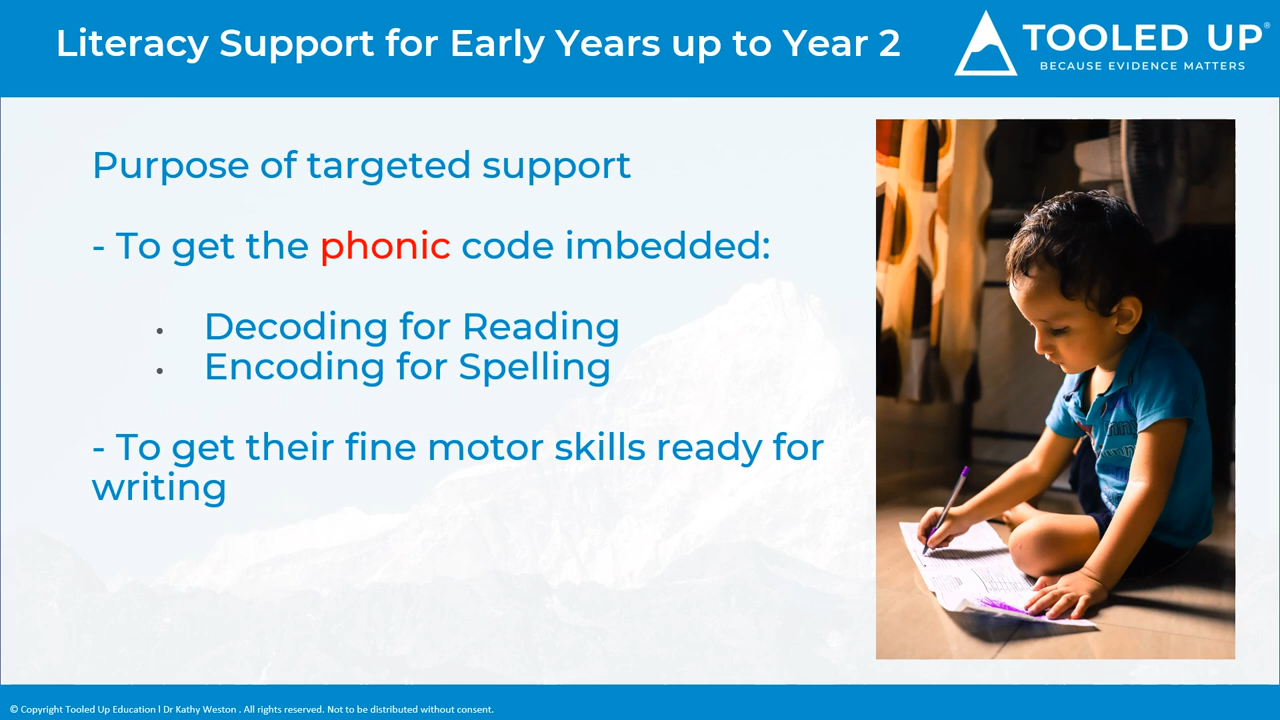 Literacy Support for Early Years up to Year 2
TOOLED UP®
BECAUSE EVIDENCE MATTERS
Purpose of targeted support
- To get the phonic code imbedded:
• Decoding for Reading
• Encoding for Spelling
- To get their fine motor skills ready for
writing
© Copyright Tooled Up Education l Dr Kathy Weston . All rights reserved. Not to be distributed without consent.